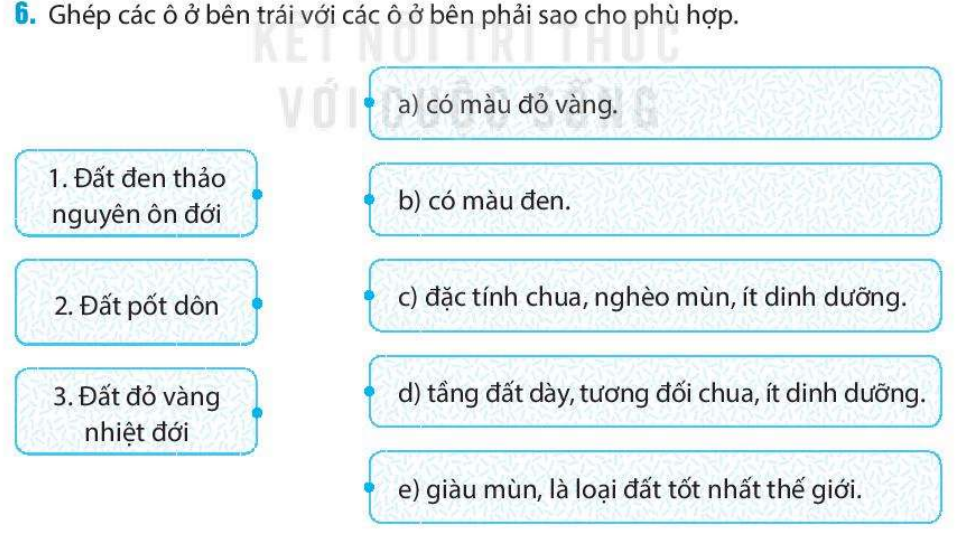 6. Ghép các ô ở bên trái với các ô ở bên phải sao cho phù hợp.
KẾT NỐI TRI THỨC
VỚI CUỘC SỐNG
a) có màu đỏ vàng.
1. Đất đen thảo
nguyên ôn đới
b) có màu đen.
2. Đất pốt dôn
c) đặc tính chua, nghèo mùn, ít dinh dưỡng.
3. Đất đỏ vàng
nhiệt đới
d) tầng đất dày, tương đối chua, ít dinh dưỡng.
e) giàu mùn, là loại đất tốt nhất thế giới.